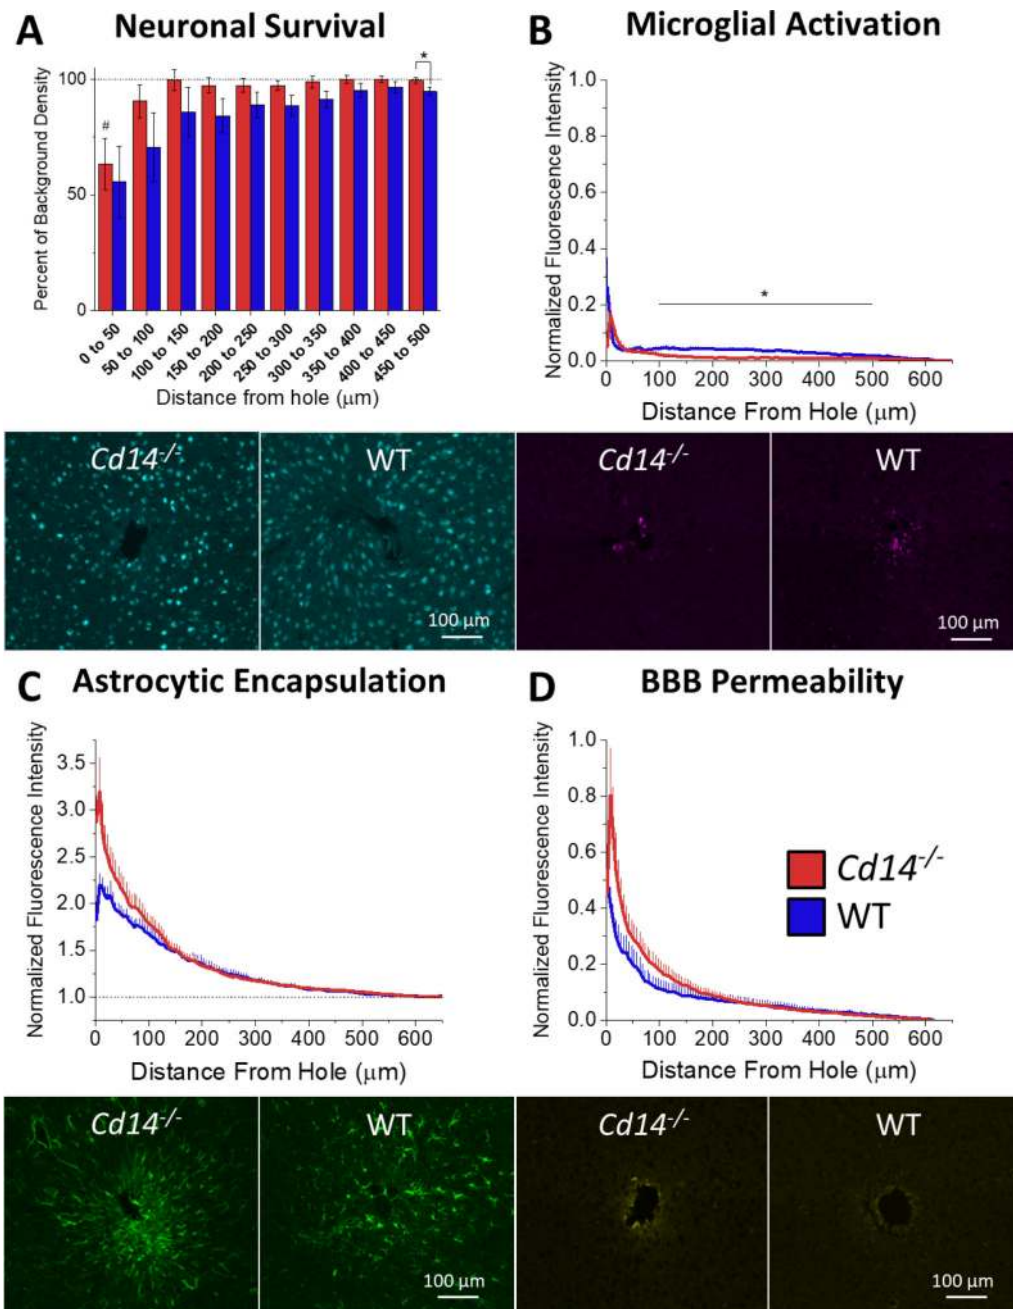 A Neuronal Survival
Percent of Background Density
100
50
0
#
*
0 to 50
50 to 100
100 to 150
150 to 200
200 to 250
250 to 300
300 to 350
350 to 400
400 to 450
450 to 500
Distance from hole (μm)
B Microglial Activation
Normalized Fluorescence Intensity
1.0
0.8
0.6
0.4
0.2
0.0
*
0 100 200 300 400 500 600
Distance From Hole (μm)
Cd14⁻/⁻
WT
100 μm
Cd14⁻/⁻
WT
100 μm
C Astrocytic Encapsulation
Normalized Fluorescence Intensity
3.5
3.0
2.5
2.0
1.5
1.0
0 100 200 300 400 500 600
Distance From Hole (μm)
D BBB Permeability
Normalized Fluorescence Intensity
1.0
0.8
0.6
0.4
0.2
0.0
Cd14⁻/⁻
WT
0 100 200 300 400 500 600
Distance From Hole (μm)
Cd14⁻/⁻
WT
100 μm
Cd14⁻/⁻
WT
100 μm